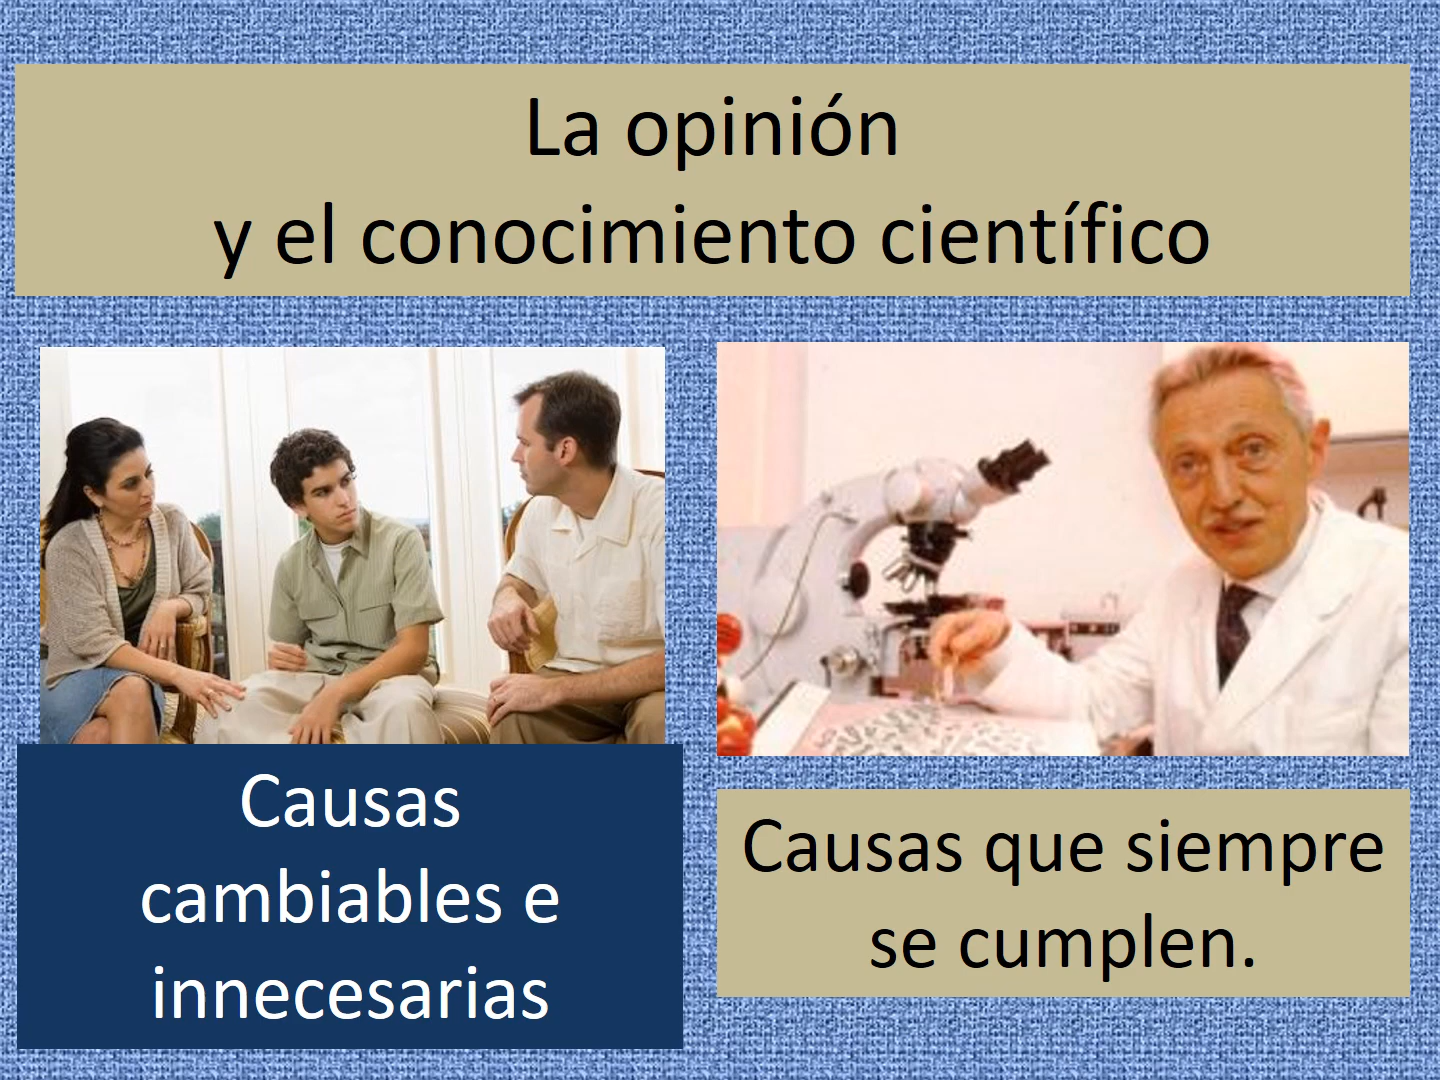 La opinión
y el conocimiento científico
Causas
cambiables e
innecesarias
Causas que siempre
se cumplen.